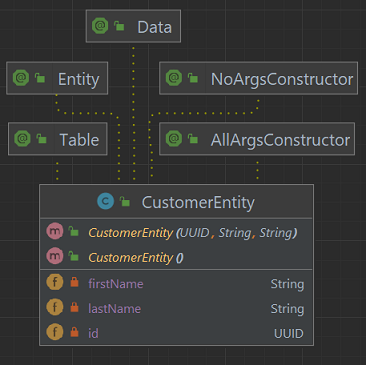 Data
Entity
NoArgsConstructor
Table
AllArgsConstructor
CustomerEntity
CustomerEntity (UUID, String, String)
CustomerEntity ()
firstName String
lastName String
id UUID